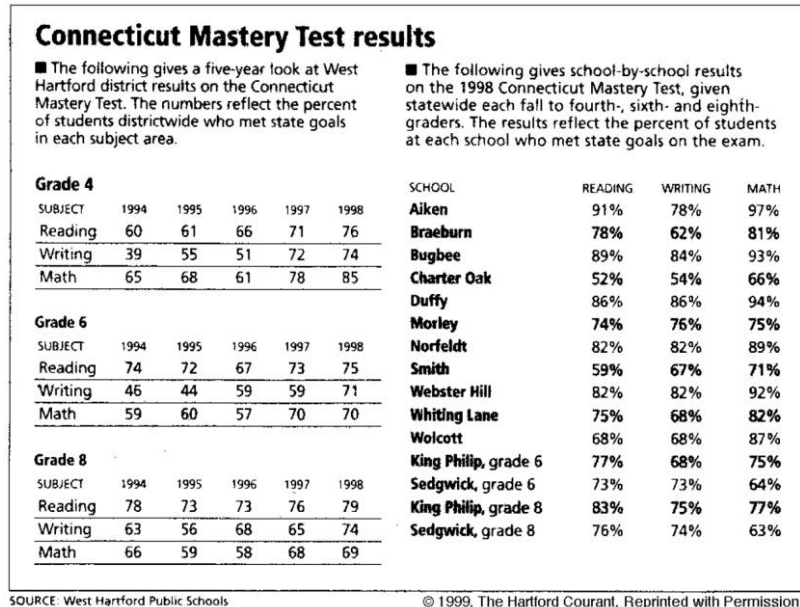 Connecticut Mastery Test results
■ The following gives a five-year look at West
Hartford district results on the Connecticut
Mastery Test. The numbers reflect the percent
of students districtwide who met state goals
in each subject area.
Grade 4
SUBJECT 1994 1995 1996 1997 1998
Reading 60 61 66 71 76
Writing 39 55 51 72 74
Math 65 68 61 78 85
Grade 6
SUBJECT 1994 1995 1996 1997 1998
Reading 74 72 67 73 75
Writing 46 44 59 59 71
Math 59 60 57 70 70
Grade 8
SUBJECT 1994 1995 1996 1997 1998
Reading 78 73 73 76 79
Writing 63 56 68 65 74
Math 66 59 58 68 69
■ The following gives school-by-school results
on the 1998 Connecticut Mastery Test, given
statewide each fall to fourth-, sixth- and eighth-
graders. The results reflect the percent of students
at each school who met state goals on the exam.
SCHOOL READING WRITING MATH
Aiken 91% 78% 97%
Braeburn 78% 62% 81%
Bugbee 89% 84% 93%
Charter Oak 52% 54% 66%
Duffy 86% 86% 94%
Morley 74% 76% 75%
Norfeldt 82% 82% 89%
Smith 59% 67% 71%
Webster Hill 82% 82% 92%
Whiting Lane 75% 68% 82%
Wolcott 68% 68% 87%
King Philip, grade 6 77% 68% 75%
Sedgwick, grade 6 73% 73% 64%
King Philip, grade 8 83% 75% 77%
Sedgwick, grade 8 76% 74% 63%
SOURCE: West Hartford Public Schools
© 1999, The Hartford Courant, Reprinted with Permission